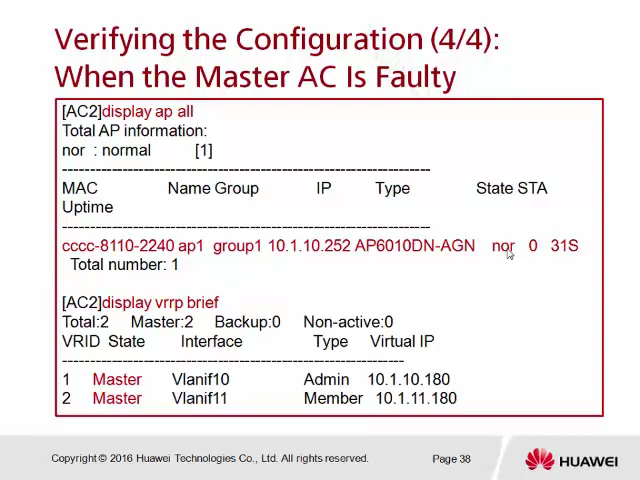 Verifying the Configuration (4/4):
When the Master AC Is Faulty
[AC2]display ap all
Total AP information:
nor : normal [1]
--------------------------------------------------------------------------------
MAC Name Group IP Type State STA
Uptime
--------------------------------------------------------------------------------
cccc-8110-2240 ap1 group1 10.1.10.252 AP6010DN-AGN nor 0 31S
Total number: 1
[AC2]display vrrp brief
Total:2 Master:2 Backup:0 Non-active:0
VRID State Interface Type Virtual IP
--------------------------------------------------------------------------
1 Master Vlanif10 Admin 10.1.10.180
2 Master Vlanif11 Member 10.1.11.180
Copyright © 2016 Huawei Technologies Co., Ltd. All rights reserved. Page 38 HUAWEI